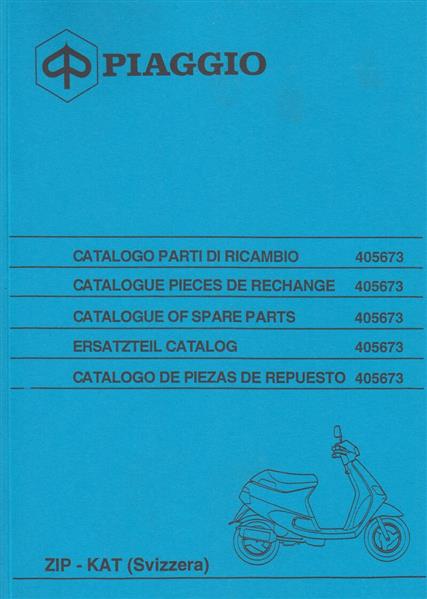 PIAGGIO
CATALOGO PARTI DI RICAMBIO 405673
CATALOGUE PIECES DE RECHANGE 405673
CATALOGUE OF SPARE PARTS 405673
ERSATZTEIL CATALOG 405673
CATALOGO DE PIEZAS DE REPUESTO 405673
ZIP - KAT (Svizzera)